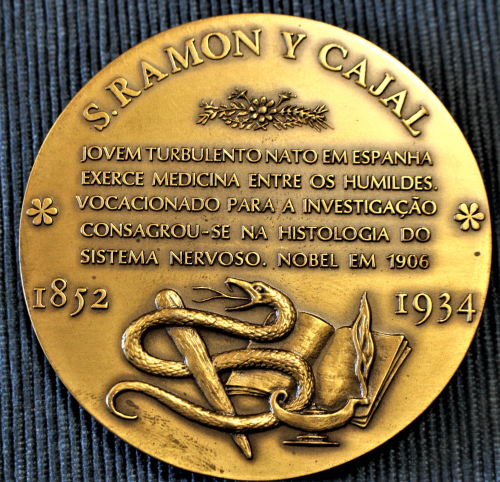 S. RAMON Y CAJAL
JOVEM TURBULENTO NATO EM ESPANHA
EXERCE MEDICINA ENTRE OS HUMILDES.
VOCACIONADO PARA A INVESTIGAÇÃO
CONSAGROU-SE NA HISTOLOGIA DO
SISTEMA NERVOSO. NOBEL EM 1906
1852 1934